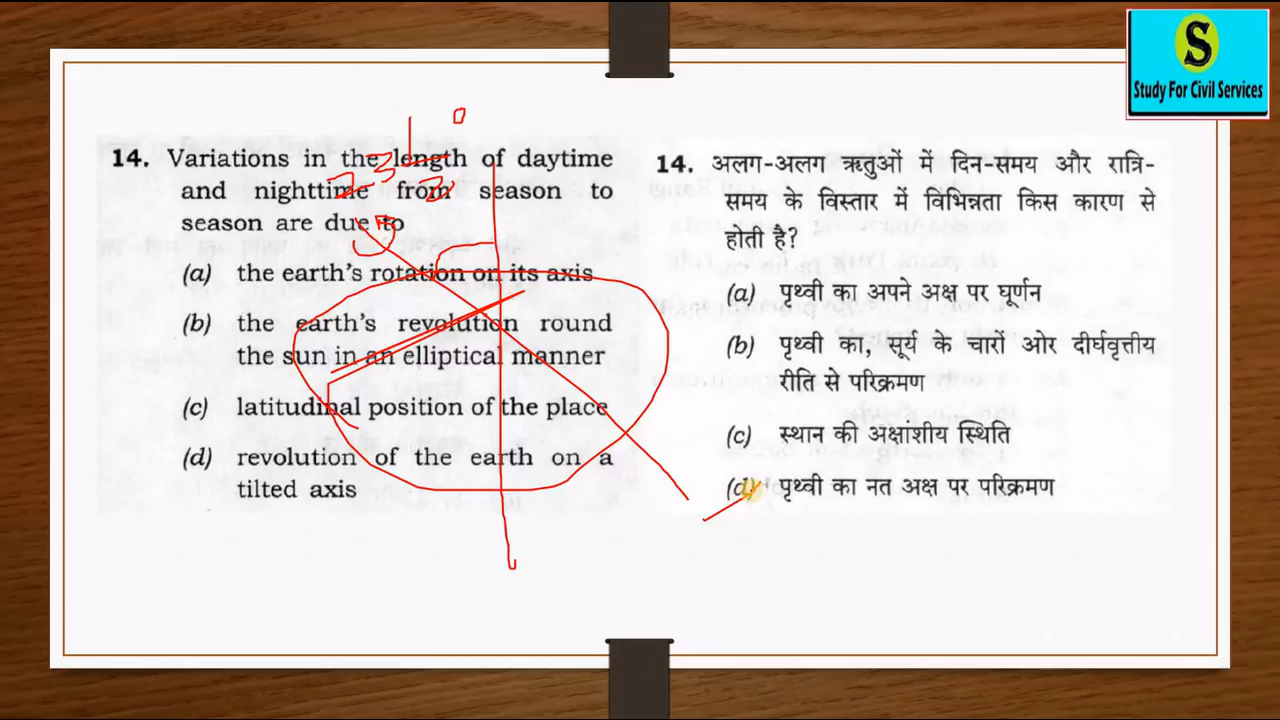 S
Study For Civil Services
14. Variations in the length of daytime
and nighttime from season to
season are due to
(a) the earth's rotation on its axis
(b) the earth's revolution round
the sun in an elliptical manner
(c) latitudinal position of the place
(d) revolution of the earth on a
tilted axis
14. अलग-अलग ऋतुओं में दिन-समय और रात्रि-
समय के विस्तार में विभिन्नता किस कारण से
होती है?
(a) पृथ्वी का अपने अक्ष पर घूर्णन
(b) पृथ्वी का, सूर्य के चारों ओर दीर्घवृत्तीय
रीति से परिक्रमण
(c) स्थान की अक्षांशीय स्थिति
(d) पृथ्वी का नत अक्ष पर परिक्रमण